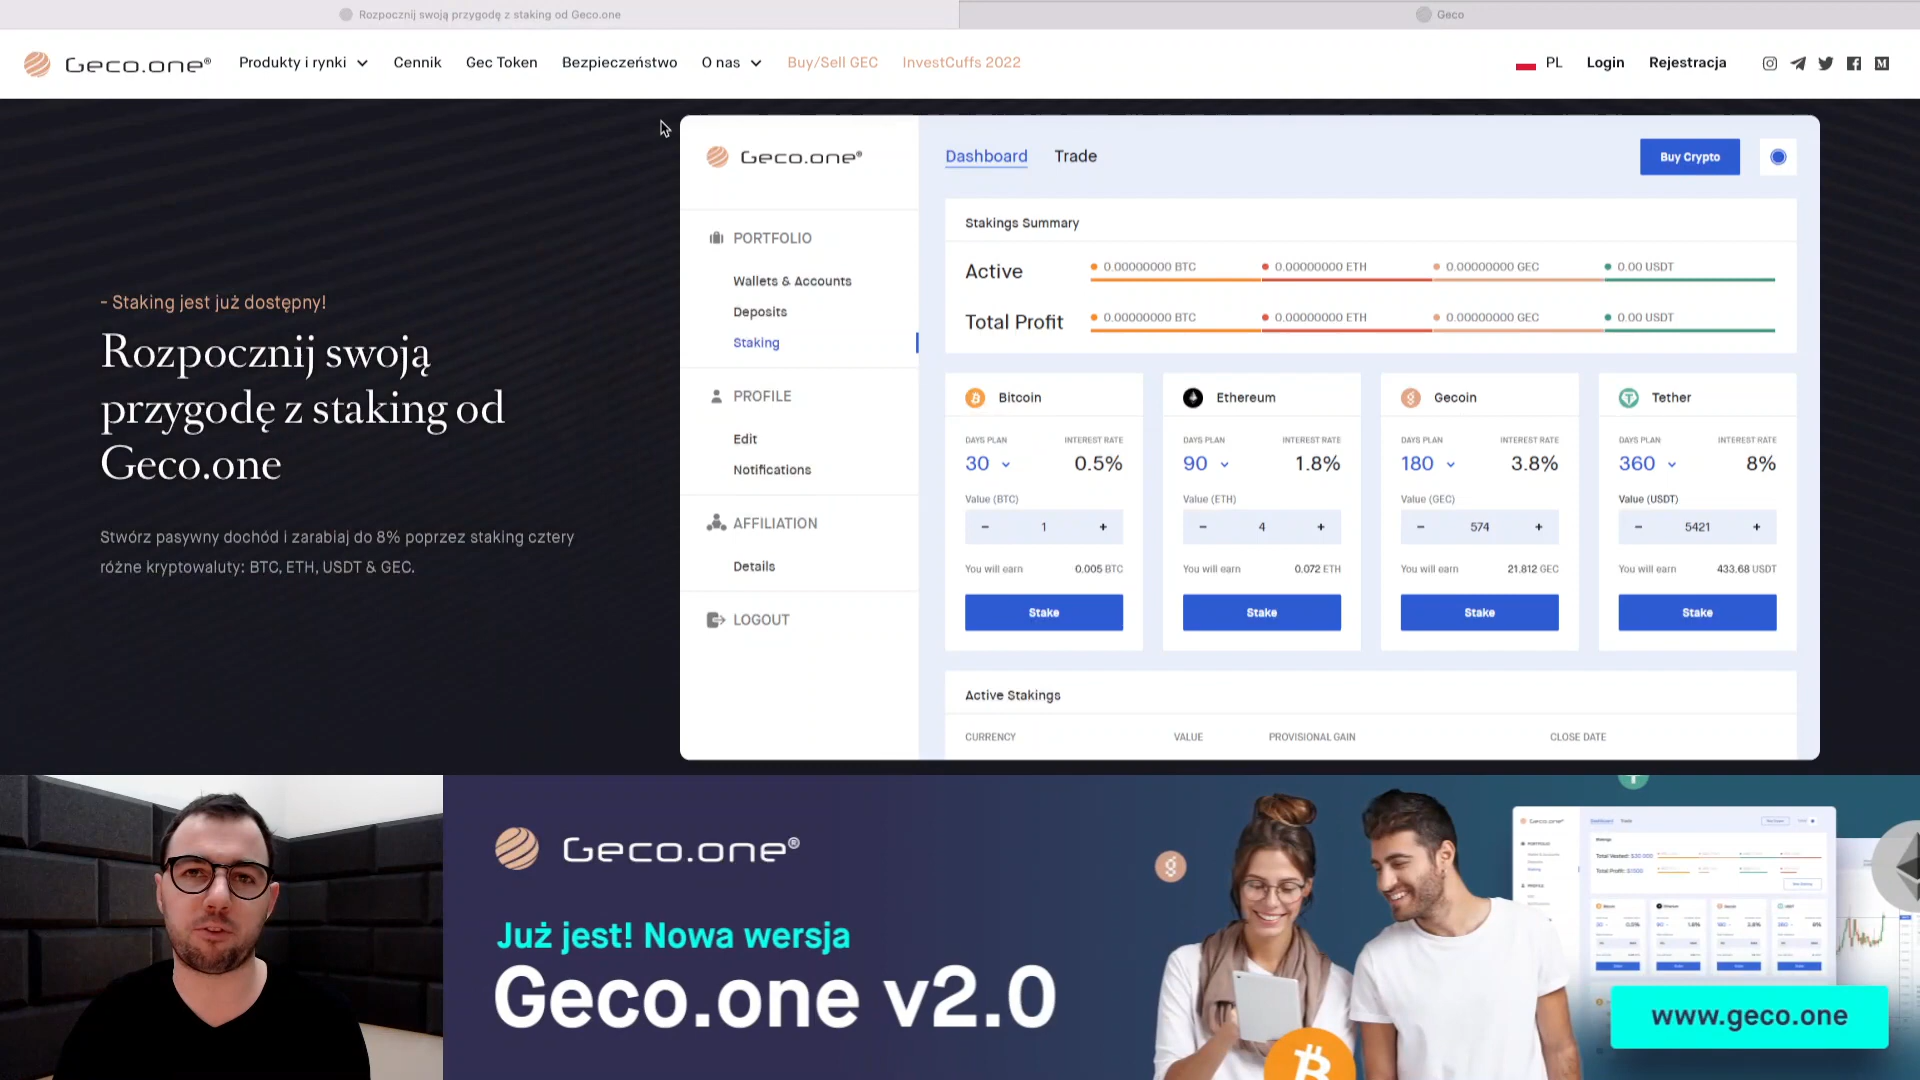 Rozpocznij swoją przygodę z staking od Geco.one
Geco
Geco.one®
Produkty i rynki
Cennik
Gec Token
Bezpieczeństwo
O nas
Buy/Sell GEC
InvestCuffs 2022
PL
Login
Rejestracja
- Staking jest już dostępny!
Rozpocznij swoją
przygodę z staking od
Geco.one
Stwórz pasywny dochód i zarabiaj do 8% poprzez staking cztery
różne kryptowaluty: BTC, ETH, USDT & GEC.
Geco.one®
PORTFOLIO
Wallets & Accounts
Deposits
Staking
PROFILE
Edit
Notifications
AFFILIATION
Details
LOGOUT
Dashboard
Trade
Buy Crypto
Stakings Summary
Active
0.00000000 BTC
0.00000000 ETH
0.00000000 GEC
0.00 USDT
Total Profit
0.00000000 BTC
0.00000000 ETH
0.00000000 GEC
0.00 USDT
Bitcoin
DAYS PLAN INTEREST RATE
30 0.5%
Value (BTC)
- 1 +
You will earn 0.005 BTC
Stake
Ethereum
DAYS PLAN INTEREST RATE
90 1.8%
Value (ETH)
- 4 +
You will earn 0.072 ETH
Stake
Gecoin
DAYS PLAN INTEREST RATE
180 3.8%
Value (GEC)
- 574 +
You will earn 21.812 GEC
Stake
Tether
DAYS PLAN INTEREST RATE
360 8%
Value (USDT)
- 5421 +
You will earn 433.68 USDT
Stake
Active Stakings
CURRENCY VALUE PROVISIONAL GAIN CLOSE DATE
Geco.one®
Już jest! Nowa wersja
Geco.one v2.0
www.geco.one